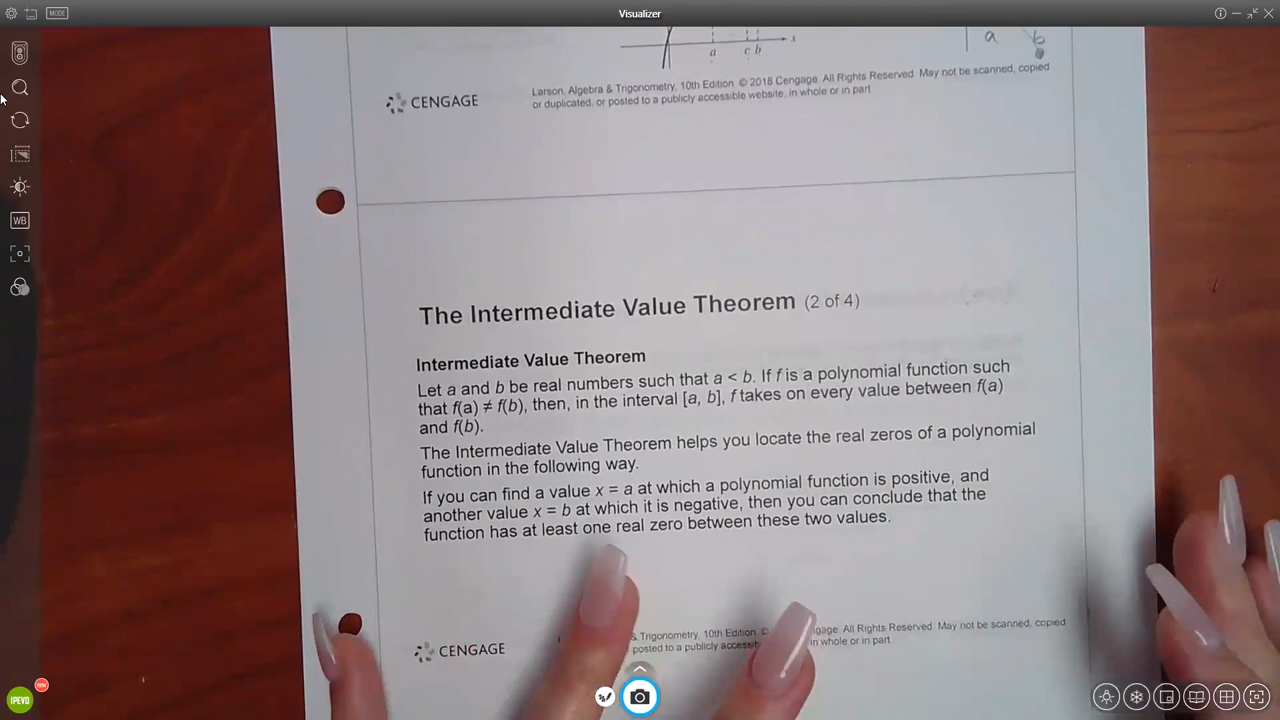 MODE
Visualizer
a c b x
a b
CENGAGE
Larson, Algebra & Trigonometry, 10th Edition. © 2018 Cengage. All Rights Reserved. May not be scanned, copied
or duplicated, or posted to a publicly accessible website, in whole or in part.
WB
The Intermediate Value Theorem (2 of 4)
Intermediate Value Theorem
Let a and b be real numbers such that a < b. If f is a polynomial function such
that f(a) ≠ f(b), then, in the interval [a, b], f takes on every value between f(a)
and f(b).
The Intermediate Value Theorem helps you locate the real zeros of a polynomial
function in the following way.
If you can find a value x = a at which a polynomial function is positive, and
another value x = b at which it is negative, then you can conclude that the
function has at least one real zero between these two values.
CENGAGE
& Trigonometry, 10th Edition. © All Rights Reserved. May not be scanned, copied
posted to a publicly in whole or in part.
IPEVO
new